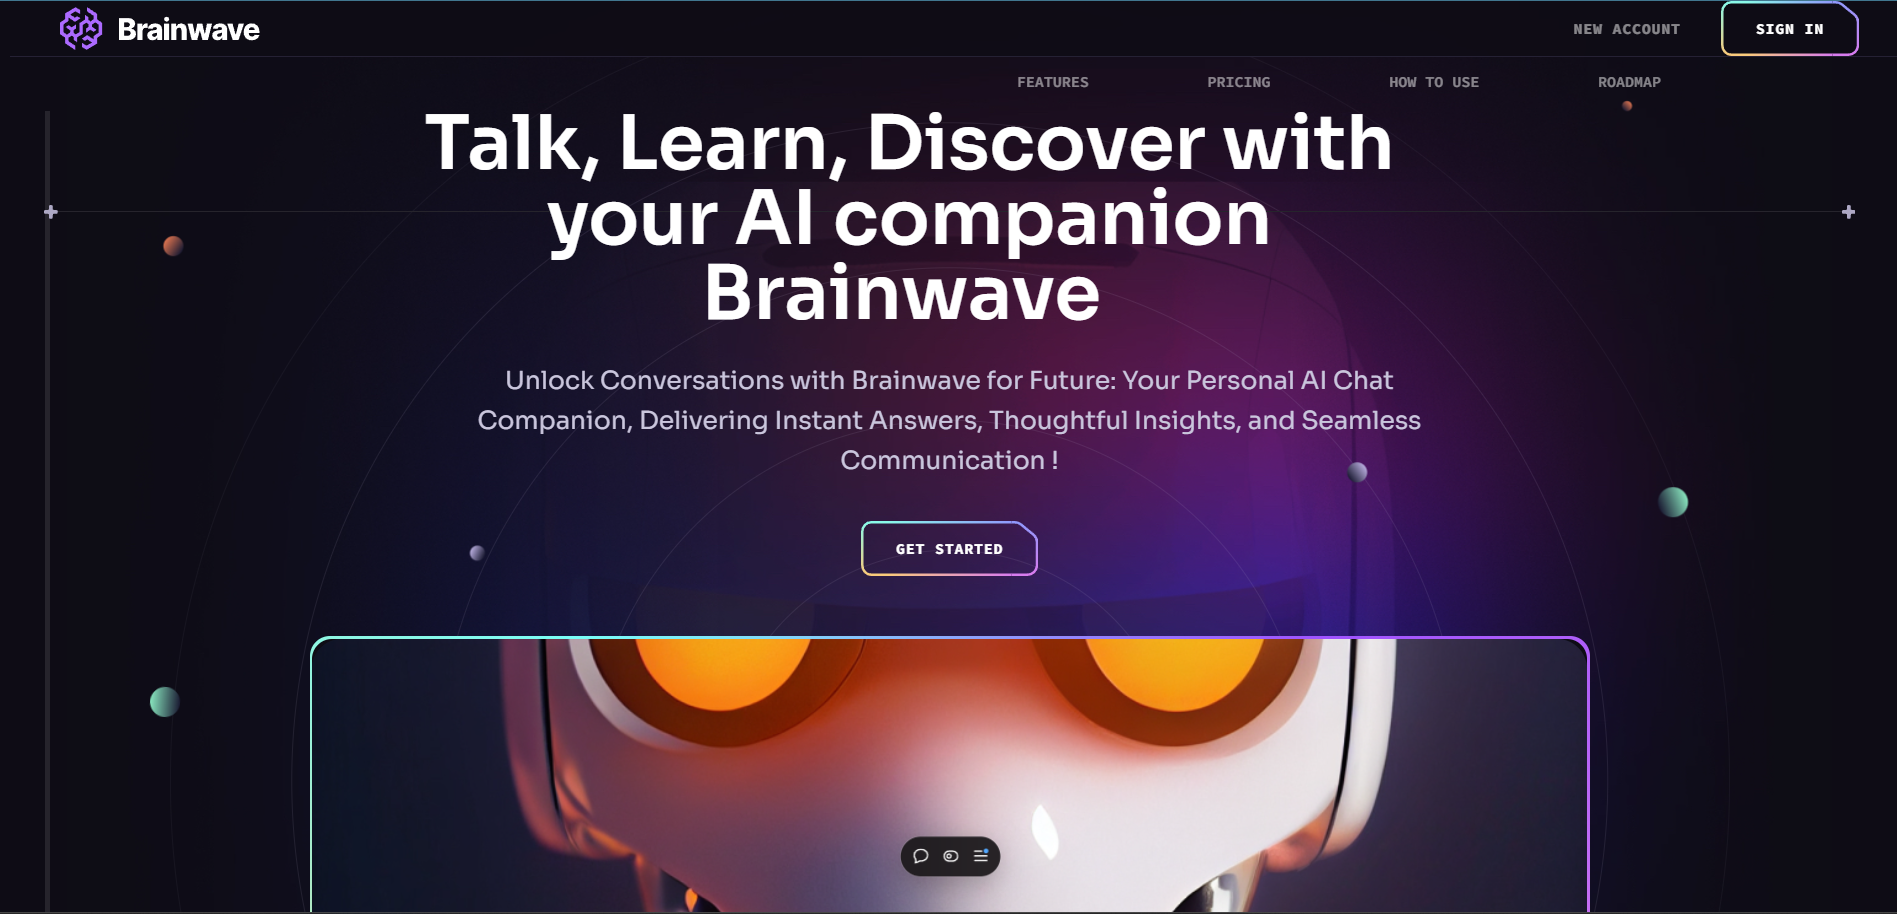 Brainwave
NEW ACCOUNT
SIGN IN
FEATURES
PRICING
HOW TO USE
ROADMAP
Talk, Learn, Discover with
your AI companion
Brainwave
Unlock Conversations with Brainwave for Future: Your Personal AI Chat
Companion, Delivering Instant Answers, Thoughtful Insights, and Seamless
Communication !
GET STARTED